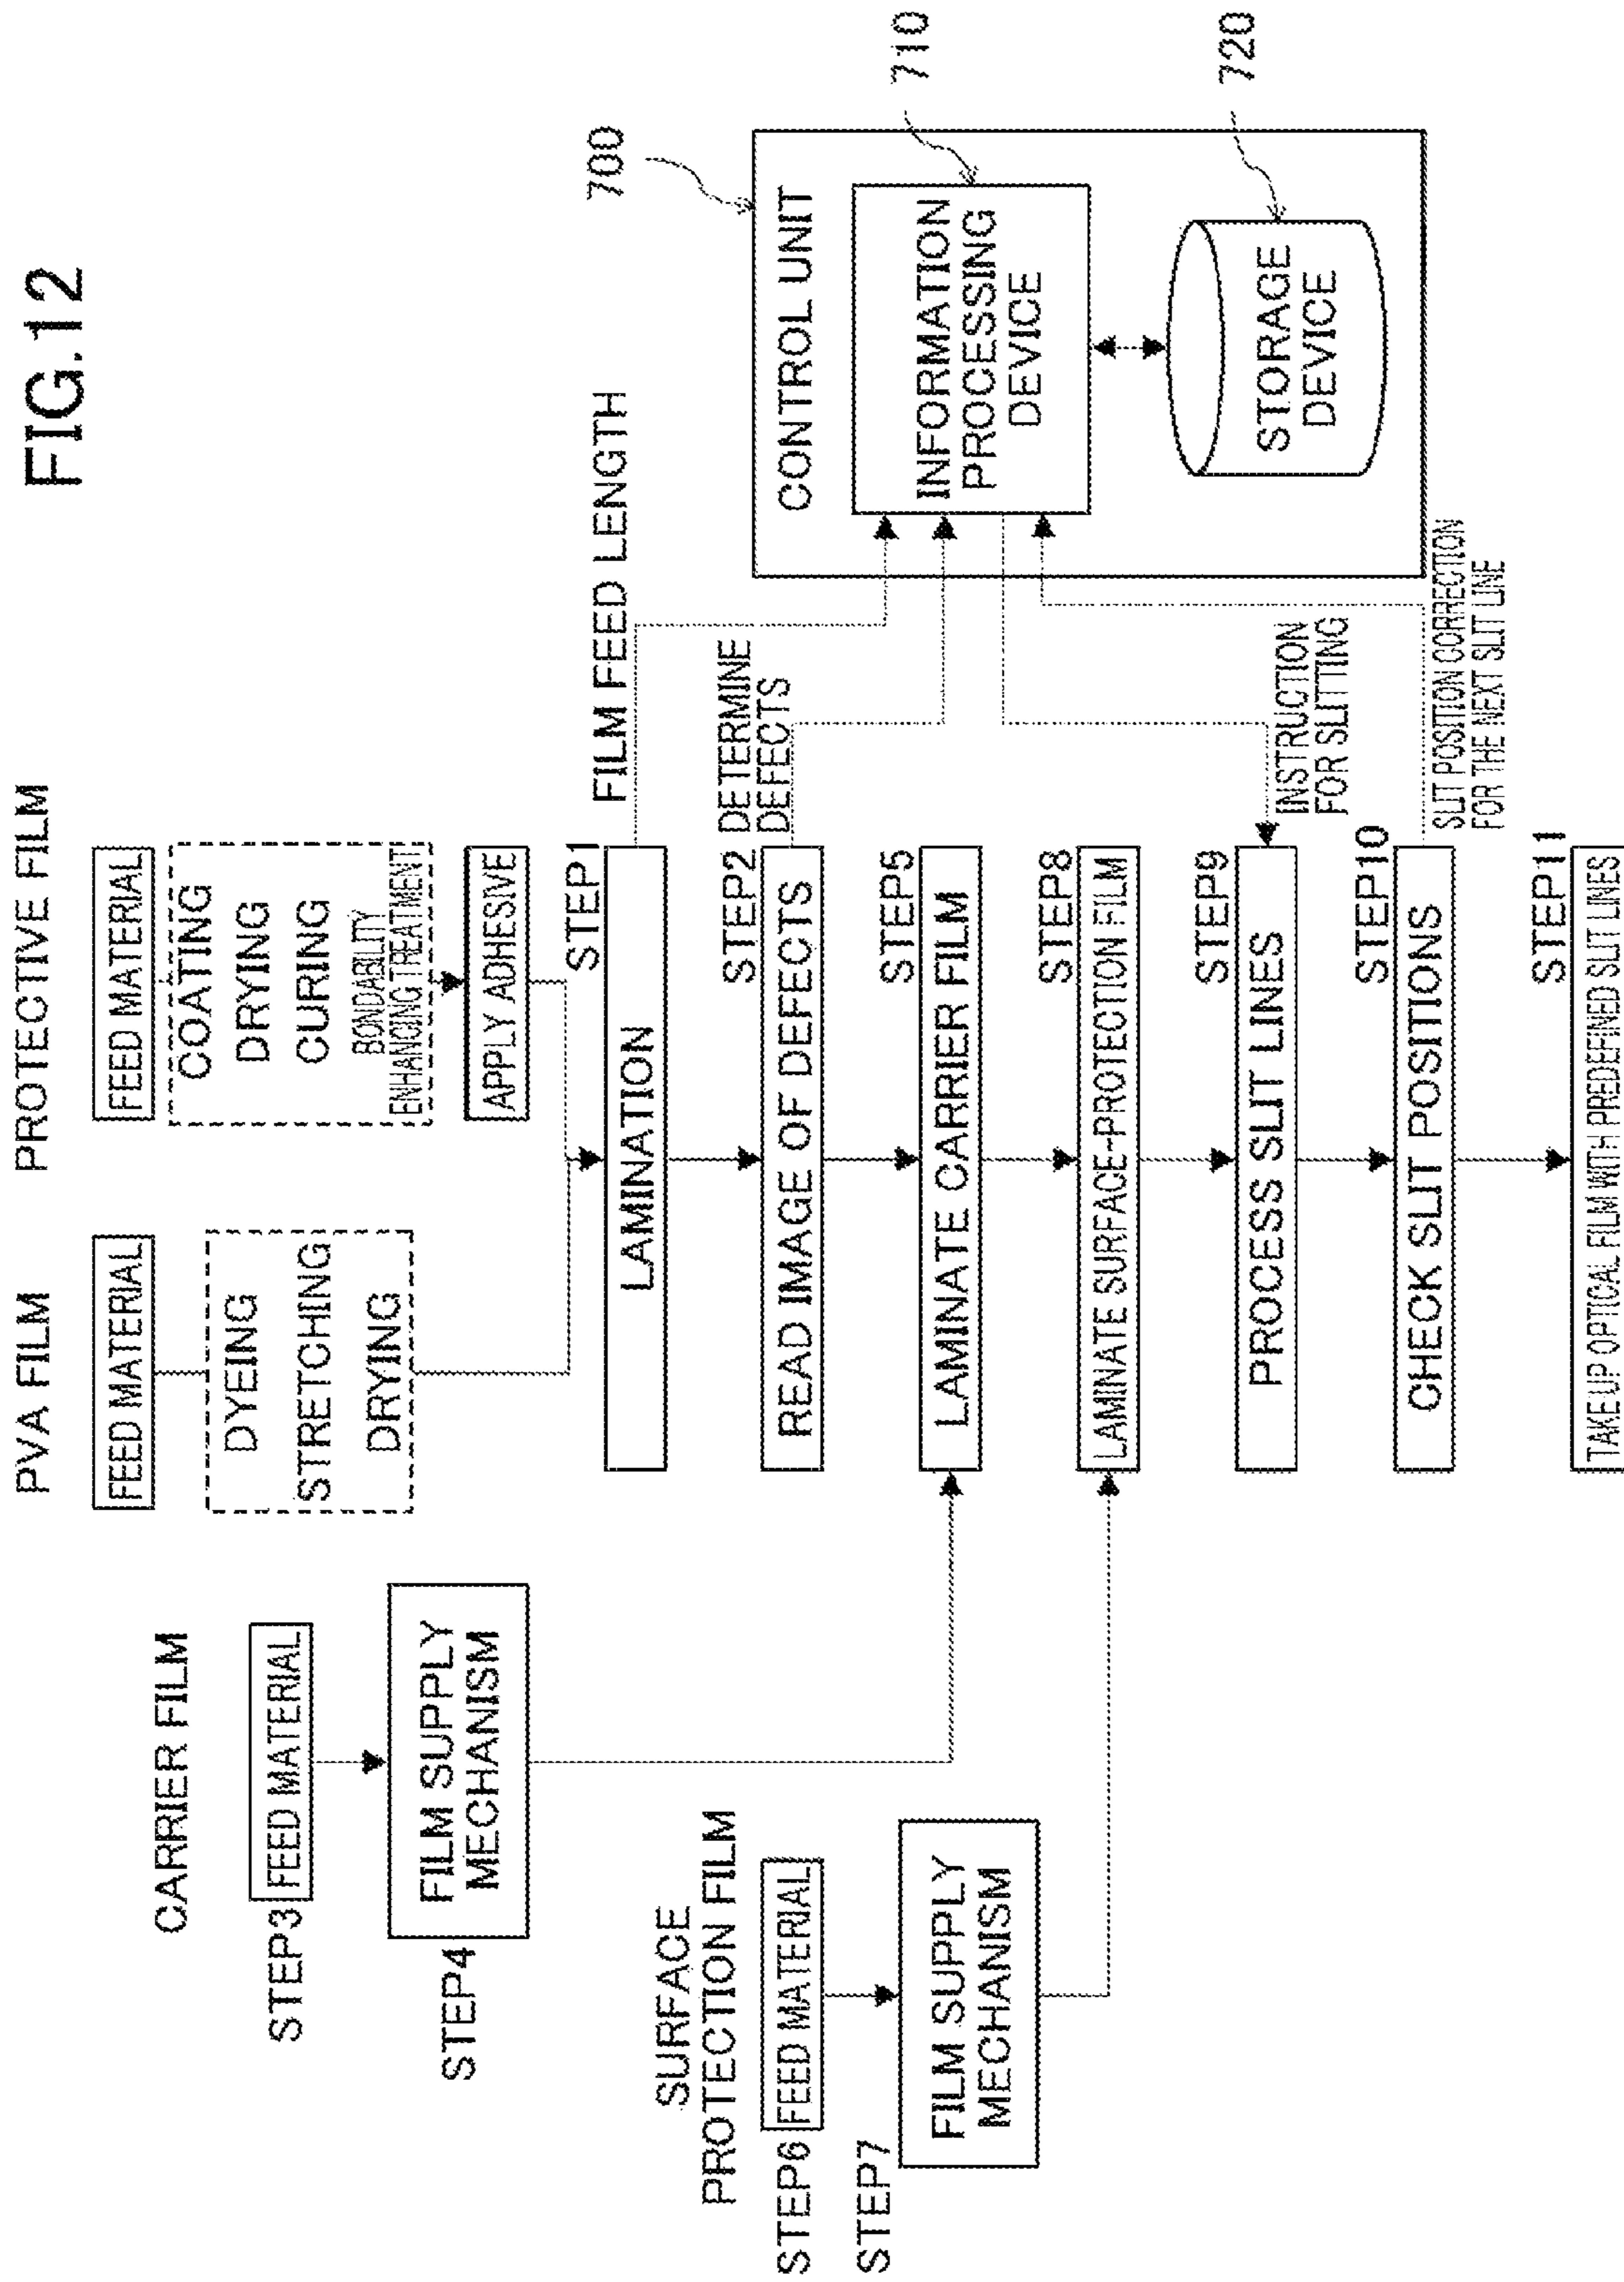 FIG.12
PVA FILM
FEED MATERIAL
DYEING
STRETCHING
DRYING
PROTECTIVE FILM
FEED MATERIAL
COATING
DRYING
CURING
BONDABILITY
ENHANCING TREATMENT
APPLY ADHESIVE
CARRIER FILM
STEP3
FEED MATERIAL
STEP4
FILM SUPPLY
MECHANISM
SURFACE
PROTECTION FILM
STEP6
FEED MATERIAL
STEP7
FILM SUPPLY
MECHANISM
STEP1
LAMINATION
FILM FEED LENGTH
STEP2
READ IMAGE OF DEFECTS
DETERMINE
DEFECTS
STEP5
LAMINATE CARRIER FILM
STEP8
LAMINATE SURFACE-PROTECTION FILM
STEP9
PROCESS SLIT LINES
INSTRUCTION
FOR SLITTING
STEP10
CHECK SLIT POSITIONS
SLIT POSITION CORRECTION
FOR THE NEXT SLIT LINE
STEP11
TAKE UP OPTICAL FILM WITH PREDEFINED SLIT LINES
700
CONTROL UNIT
710
INFORMATION
PROCESSING
DEVICE
720
STORAGE
DEVICE